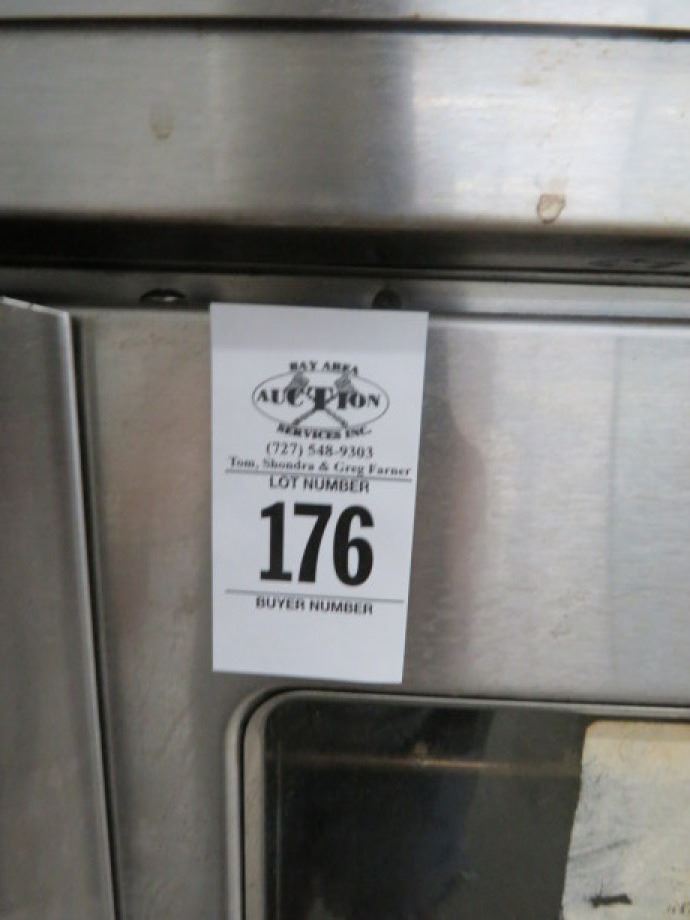 BAY AREA
AUCTION
SERVICES INC.
(727) 548-9303
Tom, Shondra & Greg Farner
LOT NUMBER
176
BUYER NUMBER